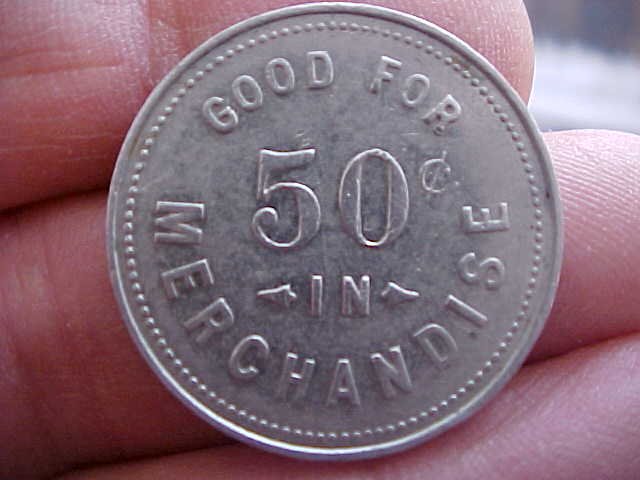 GOOD FOR
50¢
IN
MERCHANDISE